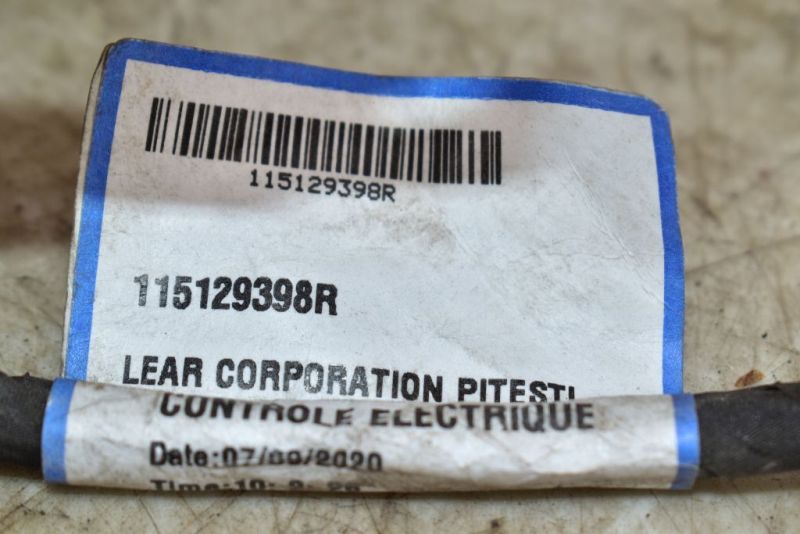 115129398R
115129398R
LEAR CORPORATION PITESTI
CONTROLE ELECTRIQUE